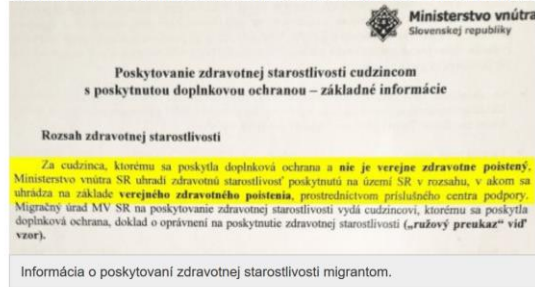 Ministerstvo vnútra
Slovenskej republiky
Poskytovanie zdravotnej starostlivosti cudzincom
s poskytnutou doplnkovou ochranou – základné informácie
Rozsah zdravotnej starostlivosti
Za cudzinca, ktorému sa poskytla doplnková ochrana a nie je verejne zdravotne poistený,
Ministerstvo vnútra SR uhradí zdravotnú starostlivosť poskytnutú na území SR v rozsahu, v akom sa
uhrádza na základe verejného zdravotného poistenia, prostredníctvom príslušného centra podpory.
Migračný úrad MV SR na poskytovanie zdravotnej starostlivosti vydá cudzincovi, ktorému sa poskytla
doplnková ochrana, doklad o oprávnení na poskytnutie zdravotnej starostlivosti („ružový preukaz“ viď
vzor).
Informácia o poskytovaní zdravotnej starostlivosti migrantom.